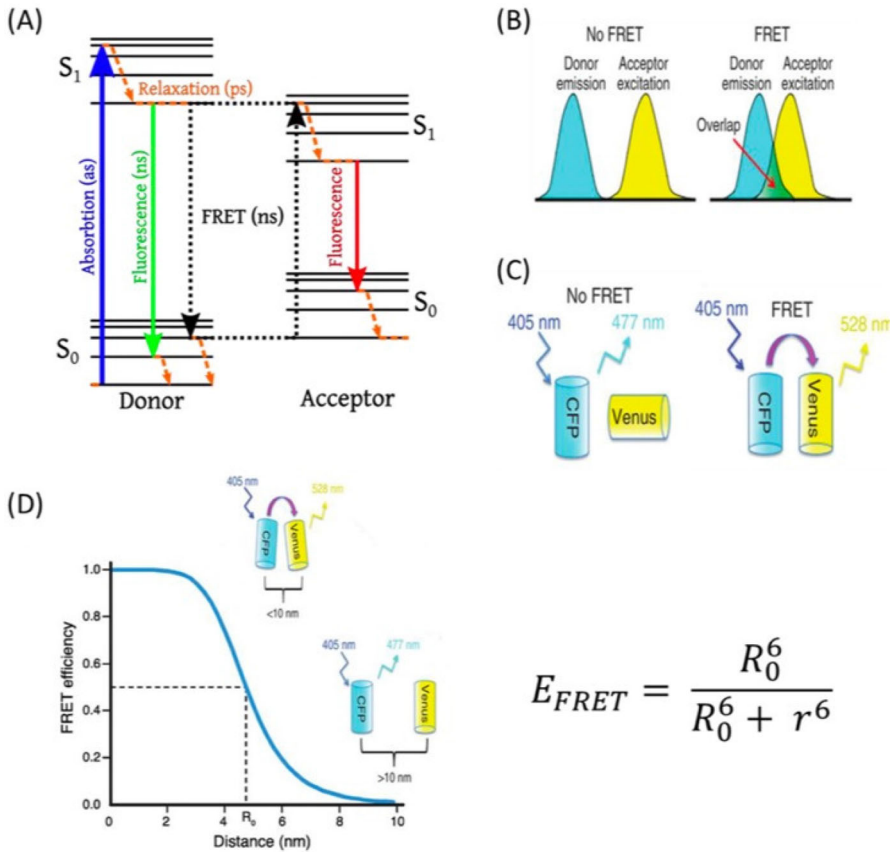 (A)
S1
Relaxation (ps)
S1
Absorbtion (as)
Fluorescence (ns)
FRET (ns)
Fluorescence
S0
S0
Donor
Acceptor
(B)
No FRET
Donor emission
Acceptor excitation
FRET
Donor emission
Acceptor excitation
Overlap
(C)
No FRET
405 nm
477 nm
CFP
Venus
FRET
405 nm
528 nm
CFP
Venus
(D)
405 nm
528 nm
CFP
Venus
<10 nm
405 nm
477 nm
CFP
Venus
>10 nm
FRET efficiency
1.0
0.8
0.6
0.4
0.2
0.0
0
2
4
R0
6
8
10
Distance (nm)
E_FRET = R_0^6 / (R_0^6 + r^6)